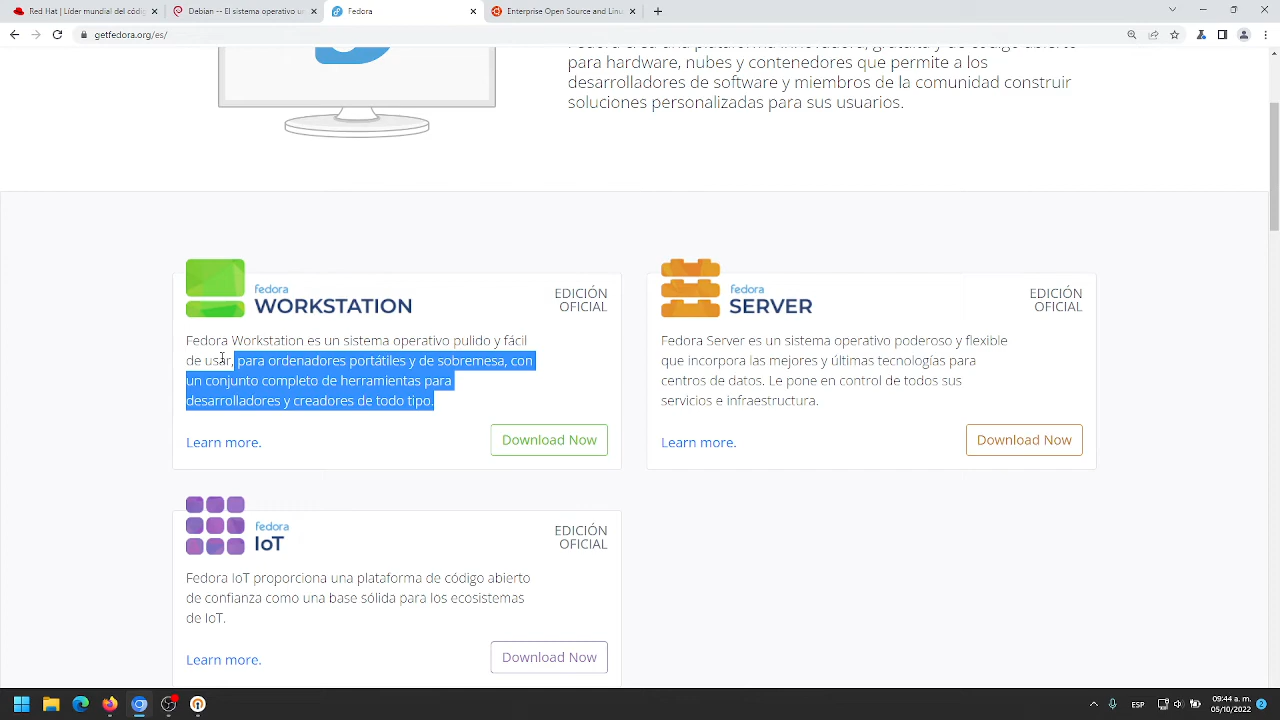 Red Hat | Líder mundial del códig
Debian -- El sistema operativo u
Fedora
Enterprise Open Source and Linu
getfedora.org/es/
para hardware, nubes y contenedores que permite a los
desarrolladores de software y miembros de la comunidad construir
soluciones personalizadas para sus usuarios.
fedora
WORKSTATION
EDICIÓN
OFICIAL
Fedora Workstation es un sistema operativo pulido y fácil
de usar, para ordenadores portátiles y de sobremesa, con
un conjunto completo de herramientas para
desarrolladores y creadores de todo tipo.
Learn more.
Download Now
fedora
SERVER
EDICIÓN
OFICIAL
Fedora Server es un sistema operativo poderoso y flexible
que incorpora las mejores y últimas tecnologías para
centros de datos. Le pone en control de todos sus
servicios e infraestructura.
Learn more.
Download Now
fedora
IoT
EDICIÓN
OFICIAL
Fedora IoT proporciona una plataforma de código abierto
de confianza como una base sólida para los ecosistemas
de IoT.
Learn more.
Download Now
ESP
09:44 a. m.
05/10/2022
2